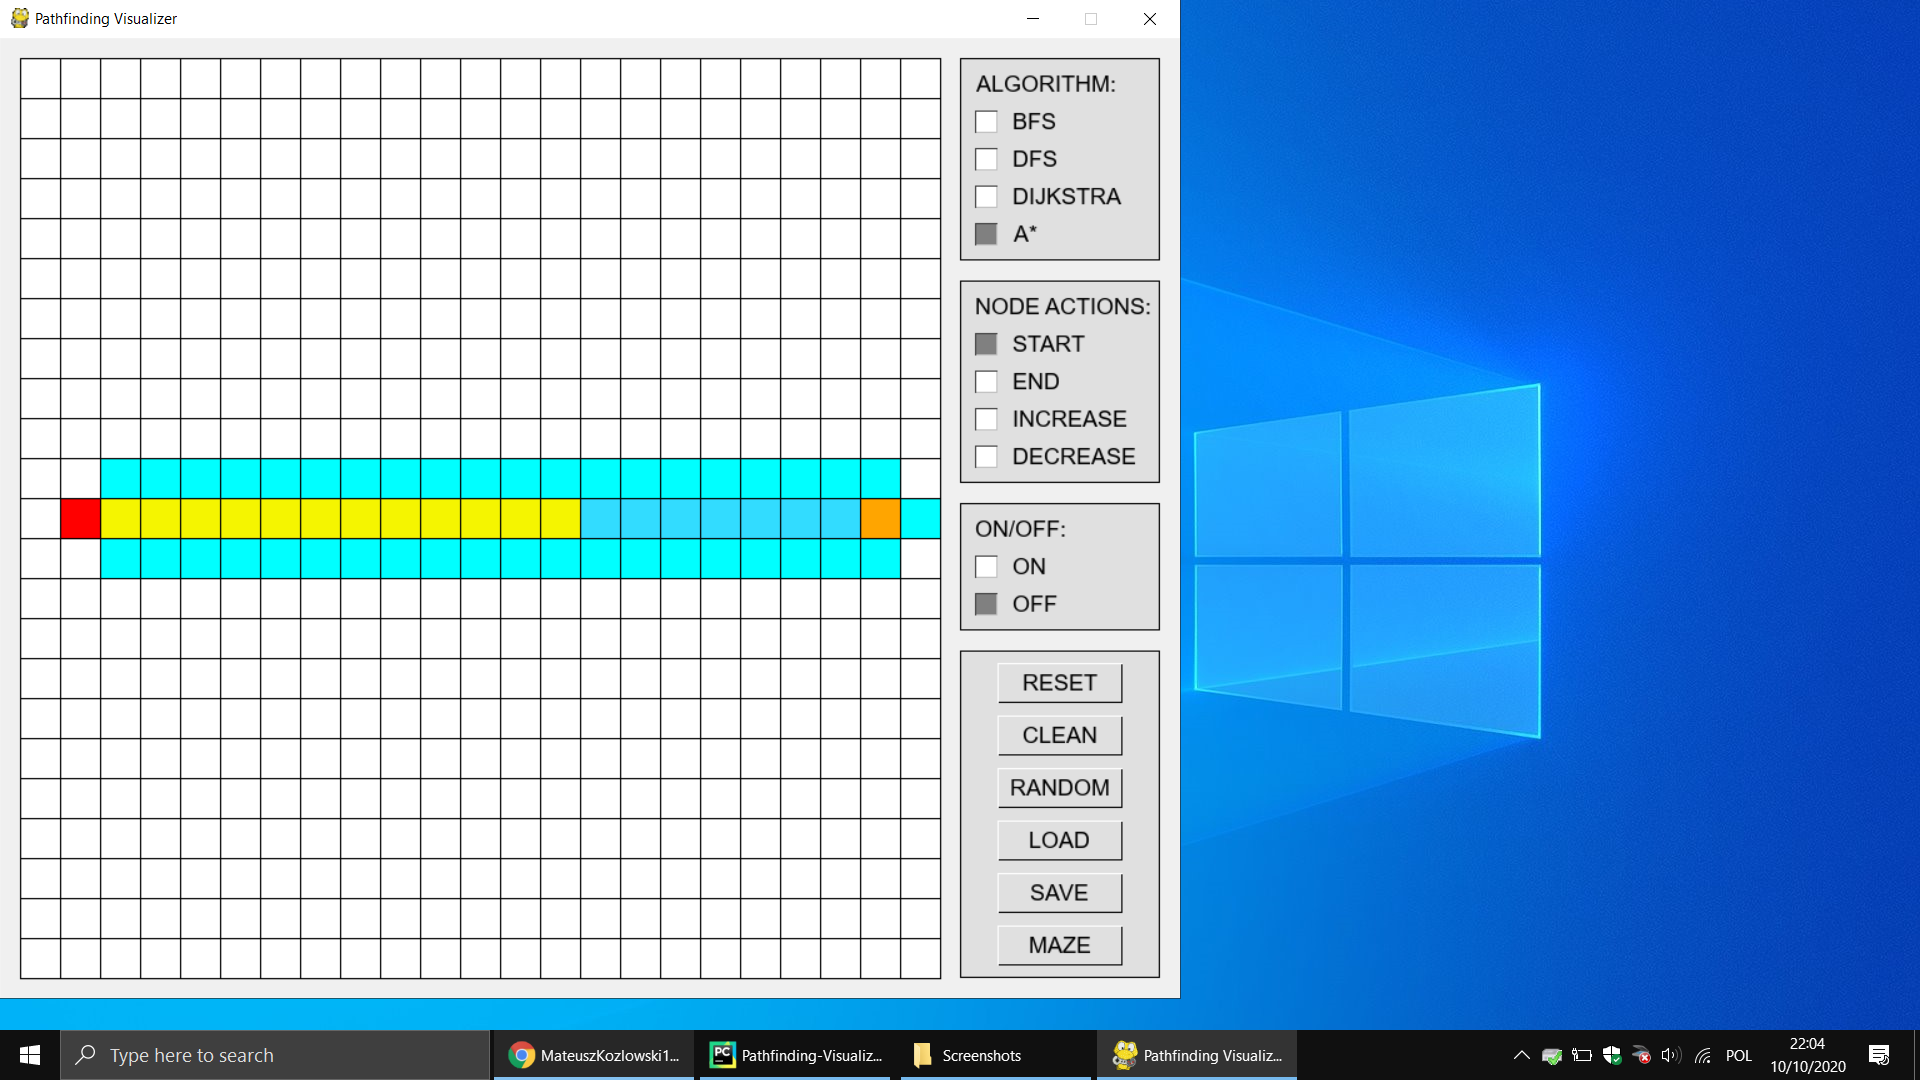 Pathfinding Visualizer
ALGORITHM:
BFS
DFS
DIJKSTRA
A*
NODE ACTIONS:
START
END
INCREASE
DECREASE
ON/OFF:
ON
OFF
RESET
CLEAN
RANDOM
LOAD
SAVE
MAZE
Type here to search
MateuszKozlowski1...
PC
Pathfinding-Visualiz...
Screenshots
Pathfinding Visualiz...
POL
22:04
10/10/2020